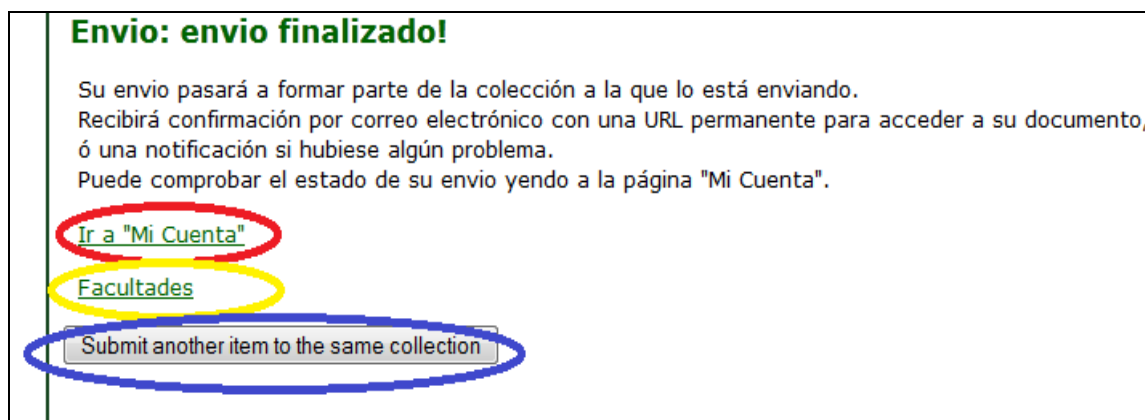 Envio: envio finalizado!
Su envio pasará a formar parte de la colección a la que lo está enviando.
Recibirá confirmación por correo electrónico con una URL permanente para acceder a su documento,
ó una notificación si hubiese algún problema.
Puede comprobar el estado de su envio yendo a la página "Mi Cuenta".
Ir a "Mi Cuenta"
Facultades
Submit another item to the same collection